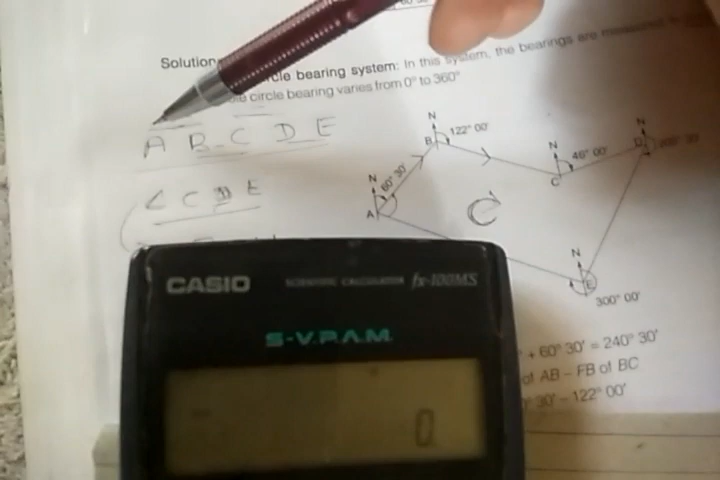 Solution
circle bearing system: In this system, the bearings are measured
circle bearing varies from 0° to 360°
A B C D E
∠ C D E
N
B 122° 00'
N
C 46° 00'
N
D
N
A 60° 30'
N
E
300° 00'
C
CASIO
SCIENTIFIC CALCULATOR fx-100MS
S-V.P.A.M.
0
+ 60° 30' = 240° 30'
of AB – FB of BC
30' – 122° 00'